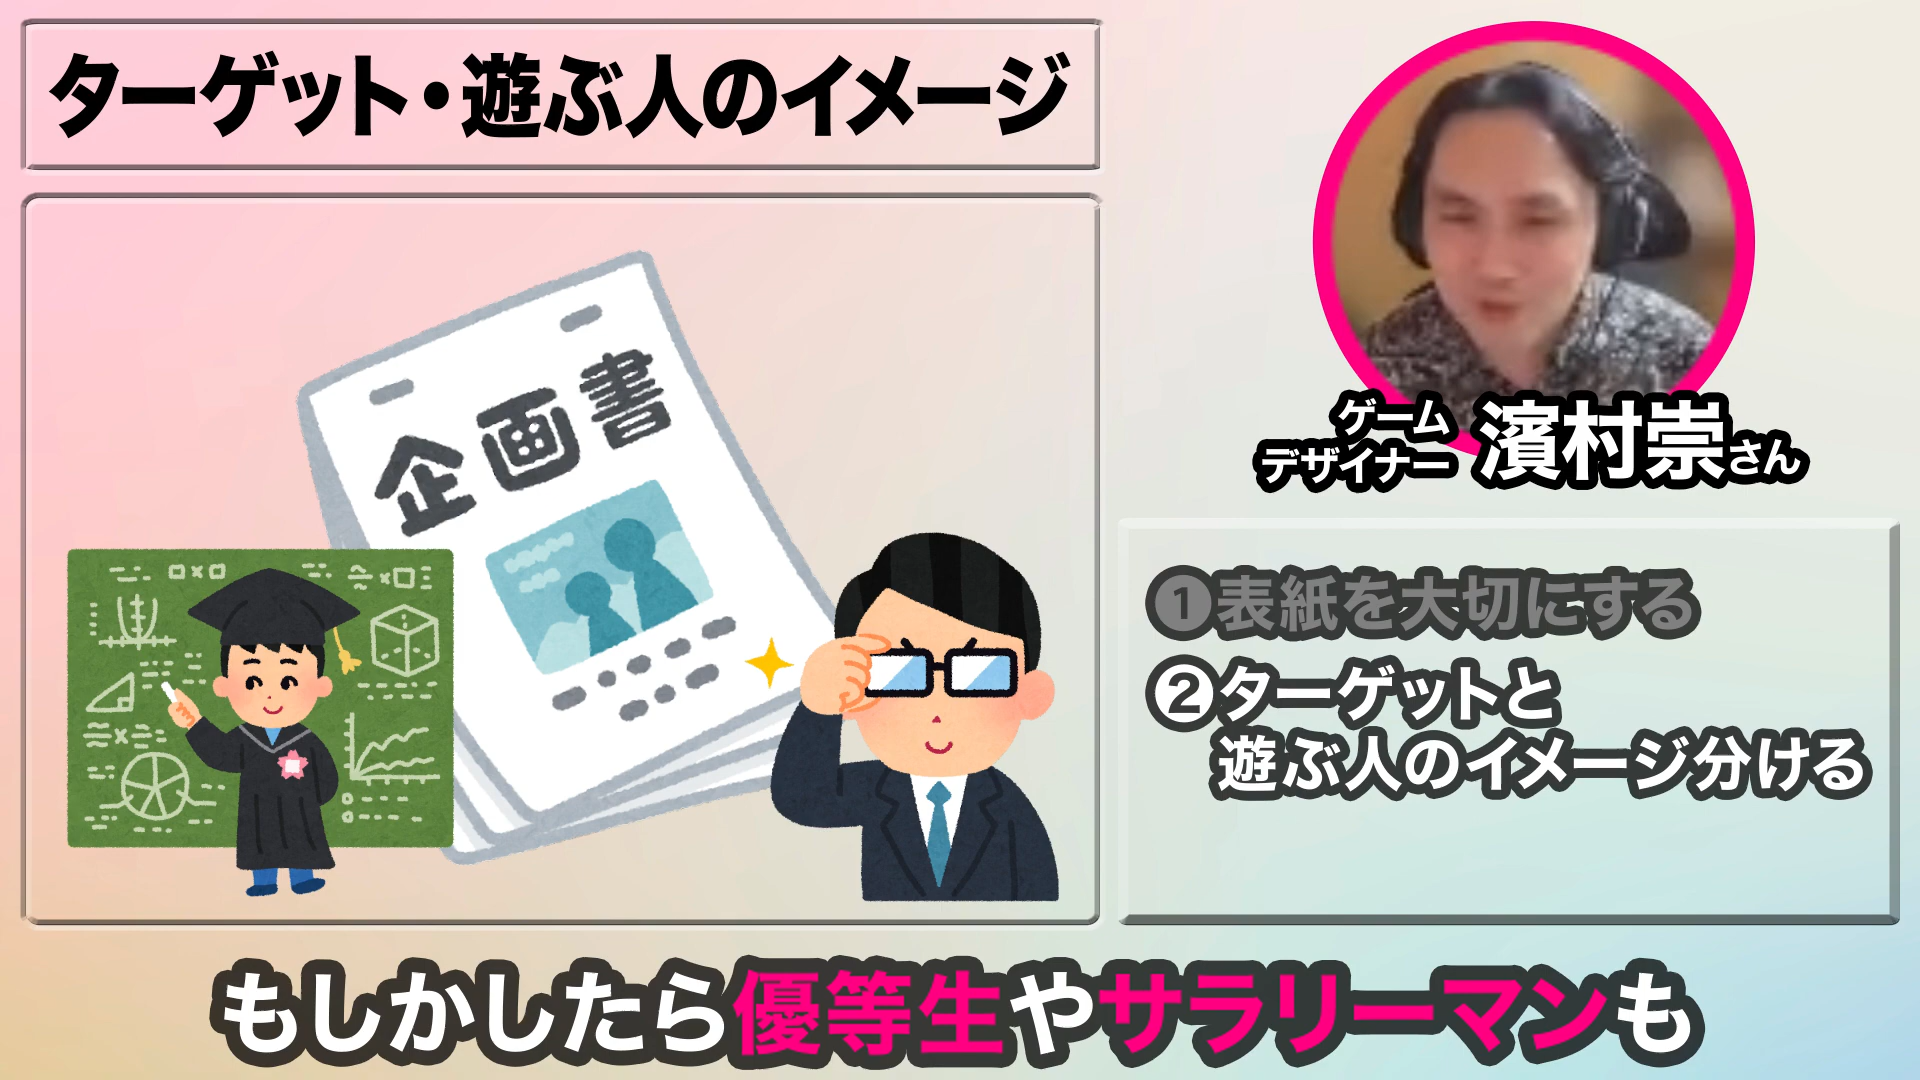 ターゲット・遊ぶ人のイメージ
企画書
ゲーム
デザイナー
濱村崇さん
❶表紙を大切にする
❷ターゲットと
遊ぶ人のイメージ分ける
もしかしたら優等生やサラリーマンも